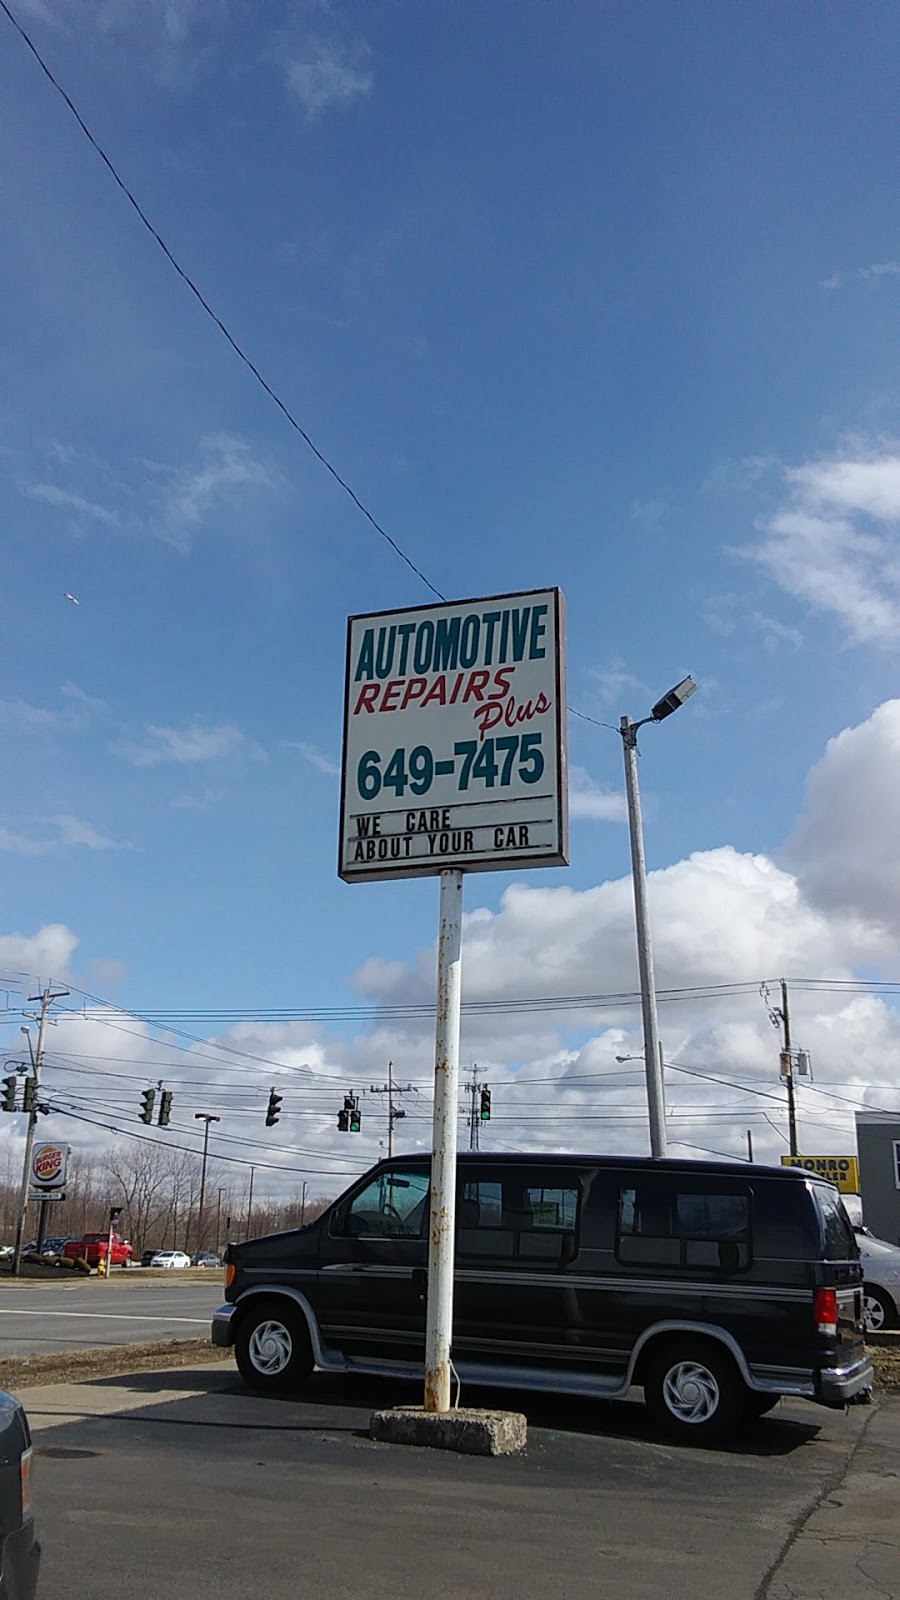 AUTOMOTIVE
REPAIRS
Plus
649-7475
WE CARE
ABOUT YOUR CAR
BURGER
KING
MONRO